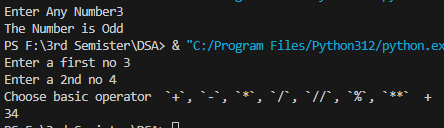 Enter Any Number3
The Number is Odd
PS F:\3rd Semister\DSA> & "C:/Program Files/Python312/python.ex
Enter a first no 3
Enter a 2nd no 4
Choose basic operator  `+`, `-`, `*`, `/`, `//`, `%`, `**`  +
34
PS F:\3rd Semister\DSA>